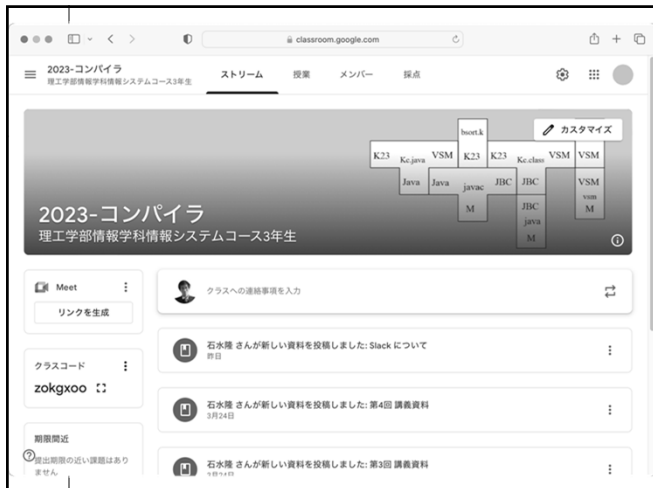 classroom.google.com
2023-コンパイラ
理工学部情報学科情報システムコース3年生
ストリーム 授業 メンバー 採点
カスタマイズ
bsort.k
K23 Kc.java VSM K23 K23 Kc.class VSM VSM
Java Java javac JBC JBC VSM
vsm
M JBC M
java
M
2023-コンパイラ
理工学部情報学科情報システムコース3年生
Meet
リンクを生成
クラスへの連絡事項を入力
クラスコード
zokgxoo
石水隆 さんが新しい資料を投稿しました: Slack について
昨日
石水隆 さんが新しい資料を投稿しました: 第4回 講義資料
3月24日
期限間近
提出期限の近い課題はあり
ません
石水隆 さんが新しい資料を投稿しました: 第3回 講義資料
3月24日